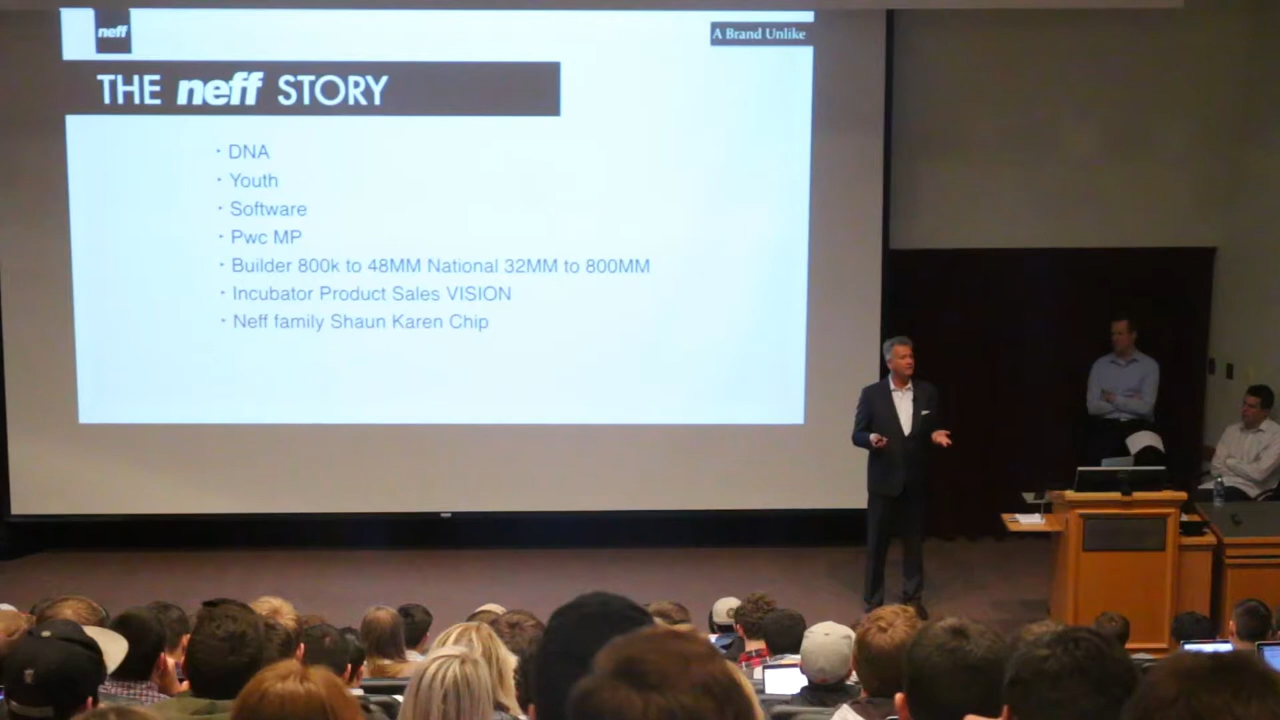 neff
A Brand Unlike
THE neff STORY
· DNA
· Youth
· Software
· Pwc MP
· Builder 800k to 48MM National 32MM to 800MM
· Incubator Product Sales VISION
· Neff family Shaun Karen Chip